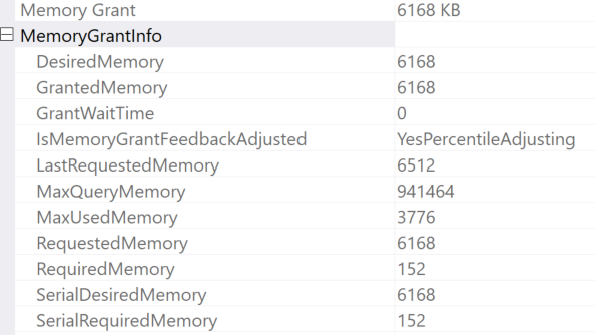 Memory Grant 6168 KB
MemoryGrantInfo
DesiredMemory 6168
GrantedMemory 6168
GrantWaitTime 0
IsMemoryGrantFeedbackAdjusted YesPercentileAdjusting
LastRequestedMemory 6512
MaxQueryMemory 941464
MaxUsedMemory 3776
RequestedMemory 6168
RequiredMemory 152
SerialDesiredMemory 6168
SerialRequiredMemory 152